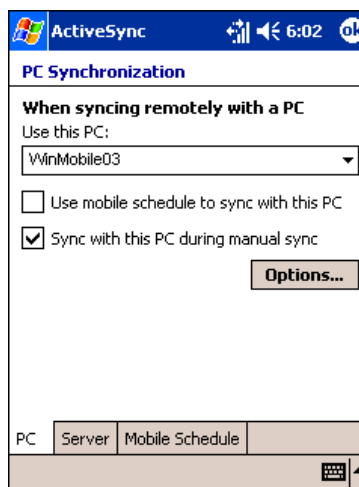 ActiveSync 6:02 ok
PC Synchronization
When syncing remotely with a PC
Use this PC:
WinMobile03
Use mobile schedule to sync with this PC
Sync with this PC during manual sync
Options...
PC Server Mobile Schedule